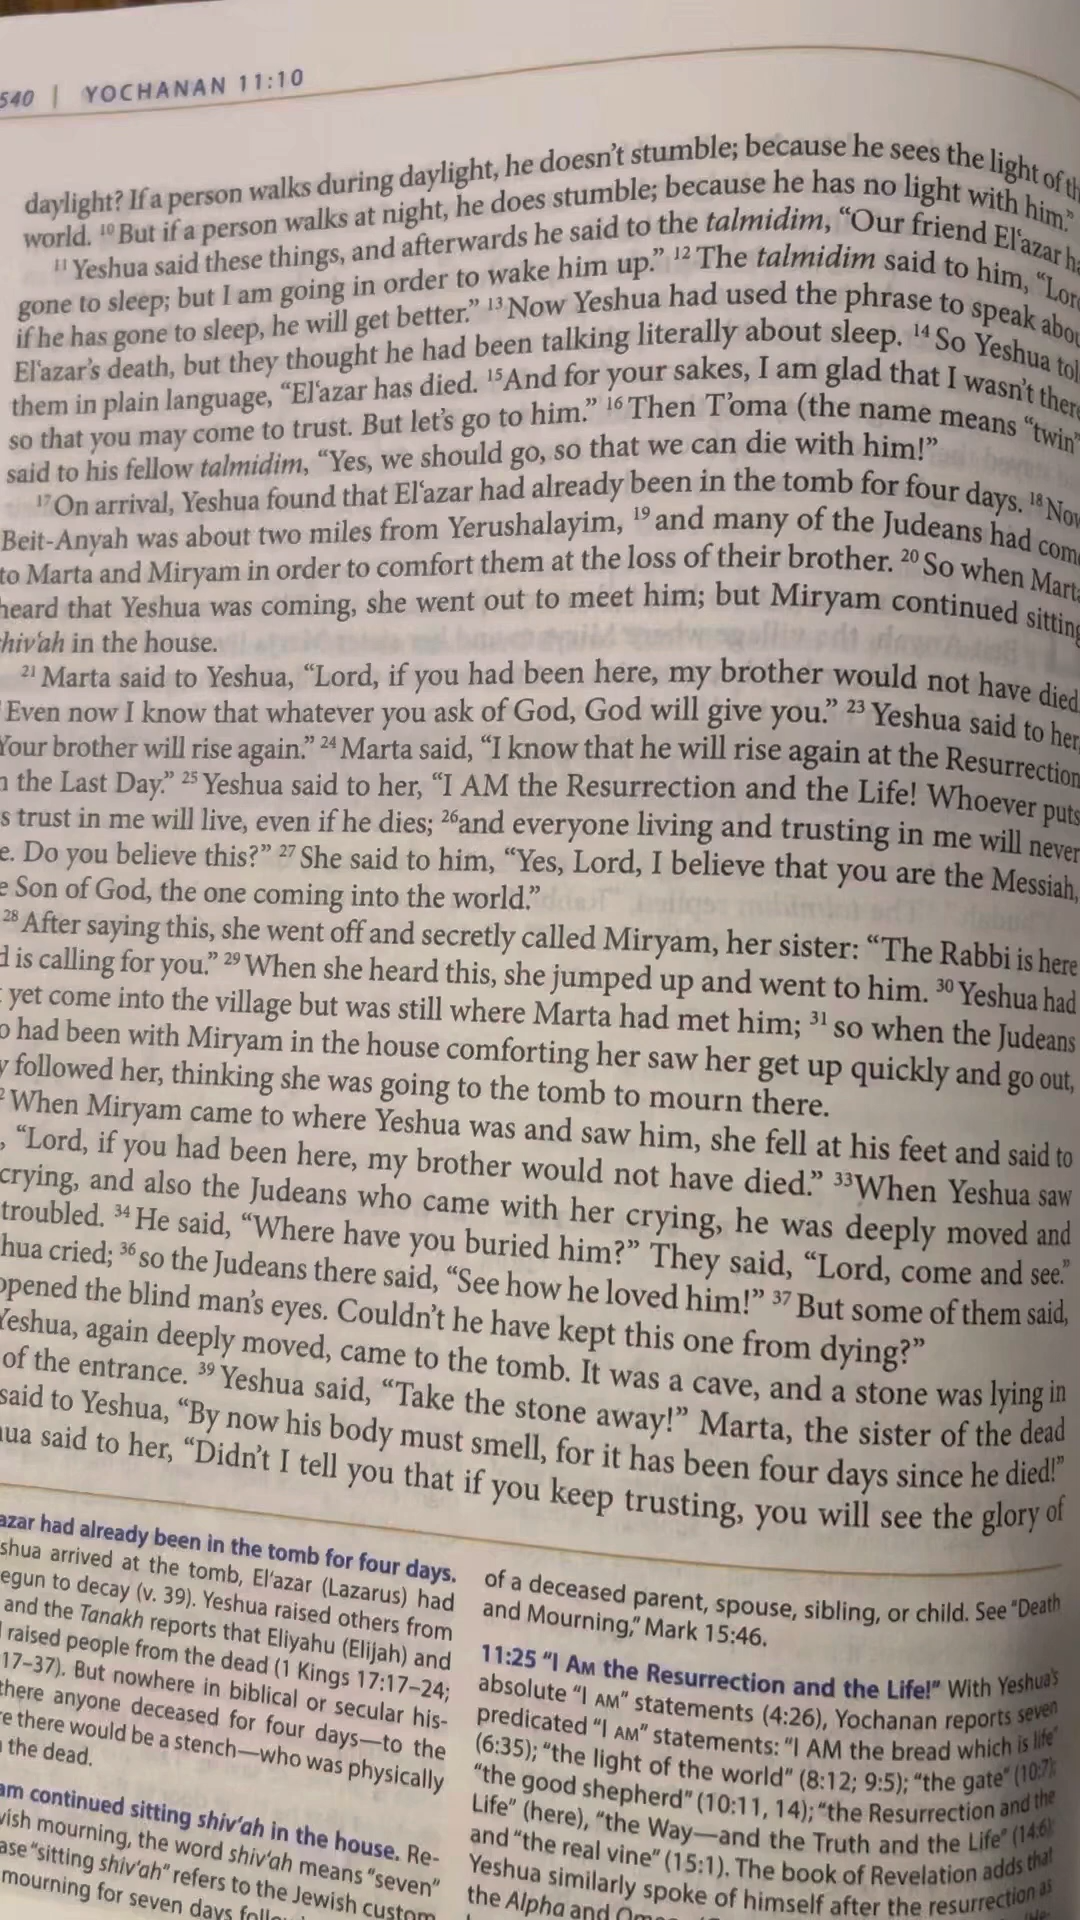 540 | YOCHANAN 11:10
daylight? If a person walks during daylight, he doesn't stumble; because he sees the light of
world. 10 But if a person walks at night, he does stumble; because he has no light with him."
11 Yeshua said these things, and afterwards he said to the talmidim, "Our friend El‘azar
gone to sleep; but I am going in order to wake him up." 12 The talmidim said to him,
if he has gone to sleep, he will get better." 13 Now Yeshua had used the phrase to speak
El‘azar's death, but they thought he had been talking literally about sleep. 14 So Yeshua
them in plain language, "El‘azar has died. 15 And for your sakes, I am glad that I wasn't
so that you may come to trust. But let's go to him." 16 Then T'oma (the name means "twin"
said to his fellow talmidim, "Yes, we should go, so that we can die with him!"
17 On arrival, Yeshua found that El‘azar had already been in the tomb for four days. 18
Beit-Anyah was about two miles from Yerushalayim, 19 and many of the Judeans had
to Marta and Miryam in order to comfort them at the loss of their brother. 20 So when
heard that Yeshua was coming, she went out to meet him; but Miryam continued sitting
in the house.
21 Marta said to Yeshua, "Lord, if you had been here, my brother would not have died
Even now I know that whatever you ask of God, God will give you." 23 Yeshua said to her
Your brother will rise again." 24 Marta said, "I know that he will rise again at the Resurrection
the Last Day." 25 Yeshua said to her, "I AM the Resurrection and the Life! Whoever puts
trust in me will live, even if he dies; 26 and everyone living and trusting in me will never
Do you believe this?" 27 She said to him, "Yes, Lord, I believe that you are the Messiah,
Son of God, the one coming into the world."
28 After saying this, she went off and secretly called Miryam, her sister: "The Rabbi is here
is calling for you." 29 When she heard this, she jumped up and went to him. 30 Yeshua had
yet come into the village but was still where Marta had met him; 31 so when the Judeans
had been with Miryam in the house comforting her saw her get up quickly and go out,
followed her, thinking she was going to the tomb to mourn there.
When Miryam came to where Yeshua was and saw him, she fell at his feet and said to
, "Lord, if you had been here, my brother would not have died." 33 When Yeshua saw
crying, and also the Judeans who came with her crying, he was deeply moved and
troubled. 34 He said, "Where have you buried him?" They said, "Lord, come and see."
cried; 36 so the Judeans there said, "See how he loved him!" 37 But some of them said,
opened the blind man's eyes. Couldn't he have kept this one from dying?"
Yeshua, again deeply moved, came to the tomb. It was a cave, and a stone was lying in
of the entrance. 39 Yeshua said, "Take the stone away!" Marta, the sister of the dead
said to Yeshua, "By now his body must smell, for it has been four days since he died!"
said to her, "Didn't I tell you that if you keep trusting, you will see the glory of
had already been in the tomb for four days.
arrived at the tomb, El‘azar (Lazarus) had
to decay (v. 39). Yeshua raised others from
and the Tanakh reports that Eliyahu (Elijah) and
raised people from the dead (1 Kings 17:17–24;
17–37). But nowhere in biblical or secular his-
there anyone deceased for four days—to the
there would be a stench—who was physically
the dead.
continued sitting shiv‘ah in the house. Re-
mourning, the word shiv‘ah means "seven"
"sitting shiv‘ah" refers to the Jewish custom
mourning for seven days
of a deceased parent, spouse, sibling, or child. See "Death
and Mourning," Mark 15:46.
11:25 "I AM the Resurrection and the Life!" With Yeshua's
absolute "I AM" statements (4:26), Yochanan reports seven
predicated "I AM" statements: "I AM the bread which is life"
(6:35); "the light of the world" (8:12; 9:5); "the gate" (10:7);
"the good shepherd" (10:11, 14); "the Resurrection and the
Life" (here), "the Way—and the Truth and the Life" (14:6)
and "the real vine" (15:1). The book of Revelation adds that
Yeshua similarly spoke of himself after the resurrection as
the Alpha and